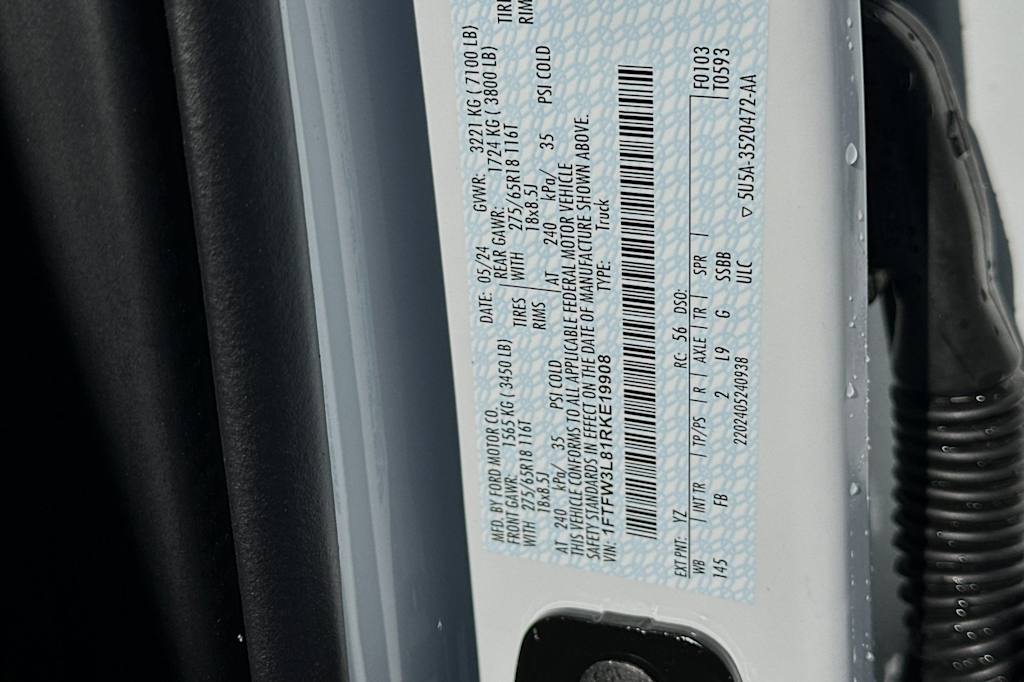 MFD. BY FORD MOTOR CO.
DATE: 05/24 GVWR: 3221 KG ( 7100 LB)
FRONT GAWR: 1565 KG ( 3450 LB) REAR GAWR: 1724 KG ( 3800 LB)
WITH 275/65R18 116T TIRES WITH 275/65R18 116T TIRE
18x8.5J RIMS 18x8.5J RIM
AT 240 kPa/ 35 PSI COLD AT 240 kPa/ 35 PSI COLD
THIS VEHICLE CONFORMS TO ALL APPLICABLE FEDERAL MOTOR VEHICLE
SAFETY STANDARDS IN EFFECT ON THE DATE OF MANUFACTURE SHOWN ABOVE.
VIN: 1FTFW3L81RKE19908 TYPE: Truck
EXT PNT: YZ RC: 56 DSO: F0103
WB INT TR TP/PS R AXLE TR SPR T0593
145 FB 2 L9 G SSBB
2202405240938 ULC ▽ 5U5A-3520472-AA